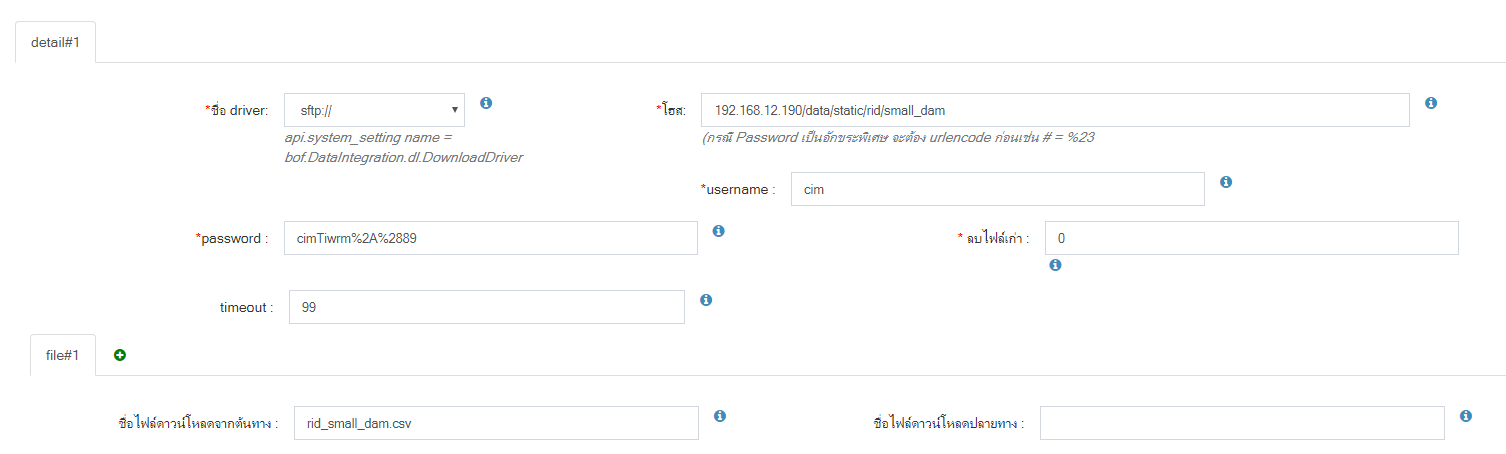 detail#1
*ชื่อ driver: sftp:// *โฮส: 192.168.12.190/data/static/rid/small_dam
api.system_setting name = (กรณี Password เป็นอักขระพิเศษ จะต้อง urlencode ก่อนเช่น # = %23
bof.DataIntegration.dl.DownloadDriver
*username : cim
*password : cimTiwrm%2A%2889 * ลบไฟล์เก่า : 0
timeout : 99
file#1
ชื่อไฟล์ดาวน์โหลดจากต้นทาง : rid_small_dam.csv ชื่อไฟล์ดาวน์โหลดปลายทาง :